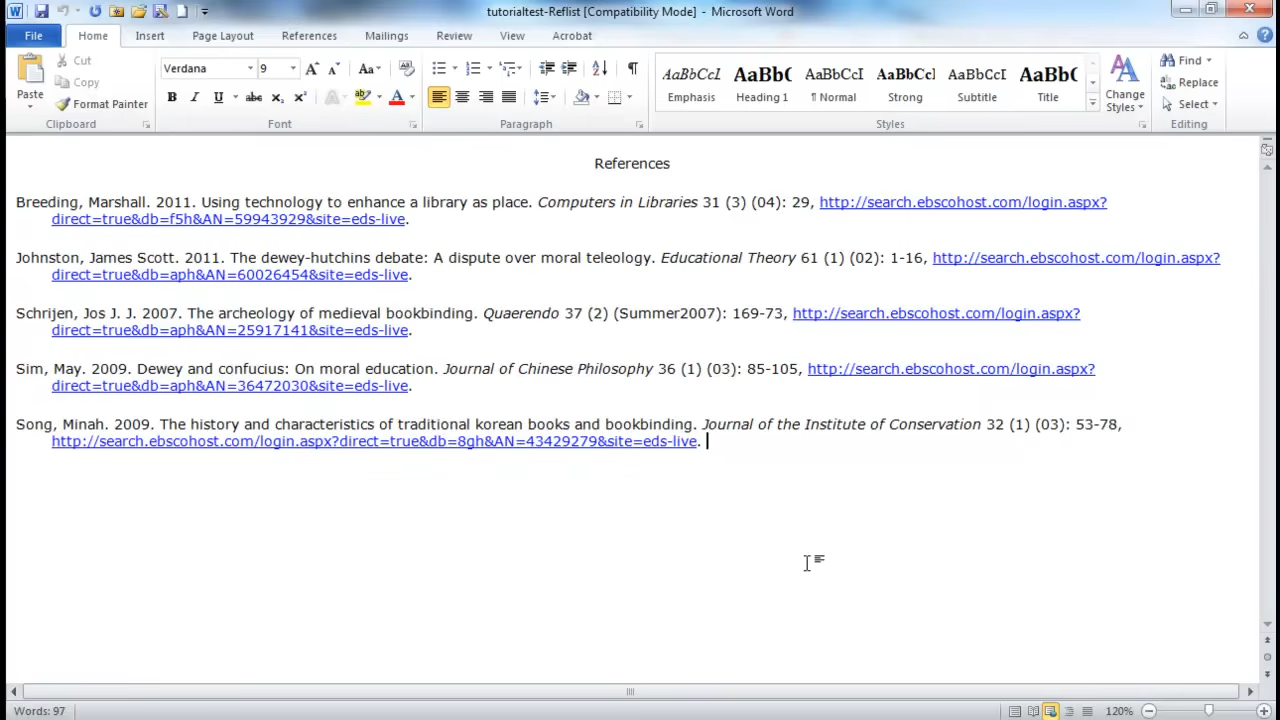 tutorialtest-Reflist [Compatibility Mode] - Microsoft Word
File Home Insert Page Layout References Mailings Review View Acrobat
Paste
Cut
Copy
Format Painter
Clipboard
Verdana 9
Aa
B I U abc x₂ x² A ab A
Font
Paragraph
AaBbCcI AaBbC AaBbCcI AaBbCcI AaBbCcI AaBbC
Emphasis Heading 1 ¶ Normal Strong Subtitle Title
Change Styles
Styles
Find
Replace
Select
Editing
References
Breeding, Marshall. 2011. Using technology to enhance a library as place. Computers in Libraries 31 (3) (04): 29, http://search.ebscohost.com/login.aspx?
direct=true&db=f5h&AN=59943929&site=eds-live.
Johnston, James Scott. 2011. The dewey-hutchins debate: A dispute over moral teleology. Educational Theory 61 (1) (02): 1-16, http://search.ebscohost.com/login.aspx?
direct=true&db=aph&AN=60026454&site=eds-live.
Schrijen, Jos J. J. 2007. The archeology of medieval bookbinding. Quaerendo 37 (2) (Summer2007): 169-73, http://search.ebscohost.com/login.aspx?
direct=true&db=aph&AN=25917141&site=eds-live.
Sim, May. 2009. Dewey and confucius: On moral education. Journal of Chinese Philosophy 36 (1) (03): 85-105, http://search.ebscohost.com/login.aspx?
direct=true&db=aph&AN=36472030&site=eds-live.
Song, Minah. 2009. The history and characteristics of traditional korean books and bookbinding. Journal of the Institute of Conservation 32 (1) (03): 53-78,
http://search.ebscohost.com/login.aspx?direct=true&db=8gh&AN=43429279&site=eds-live.
Words: 97
120%